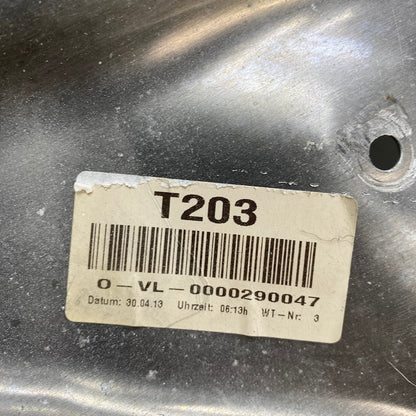 T203
O-VL-0000290047
Datum: 30.04.13 Uhrzeit: 06:13h WT-Nr: 3